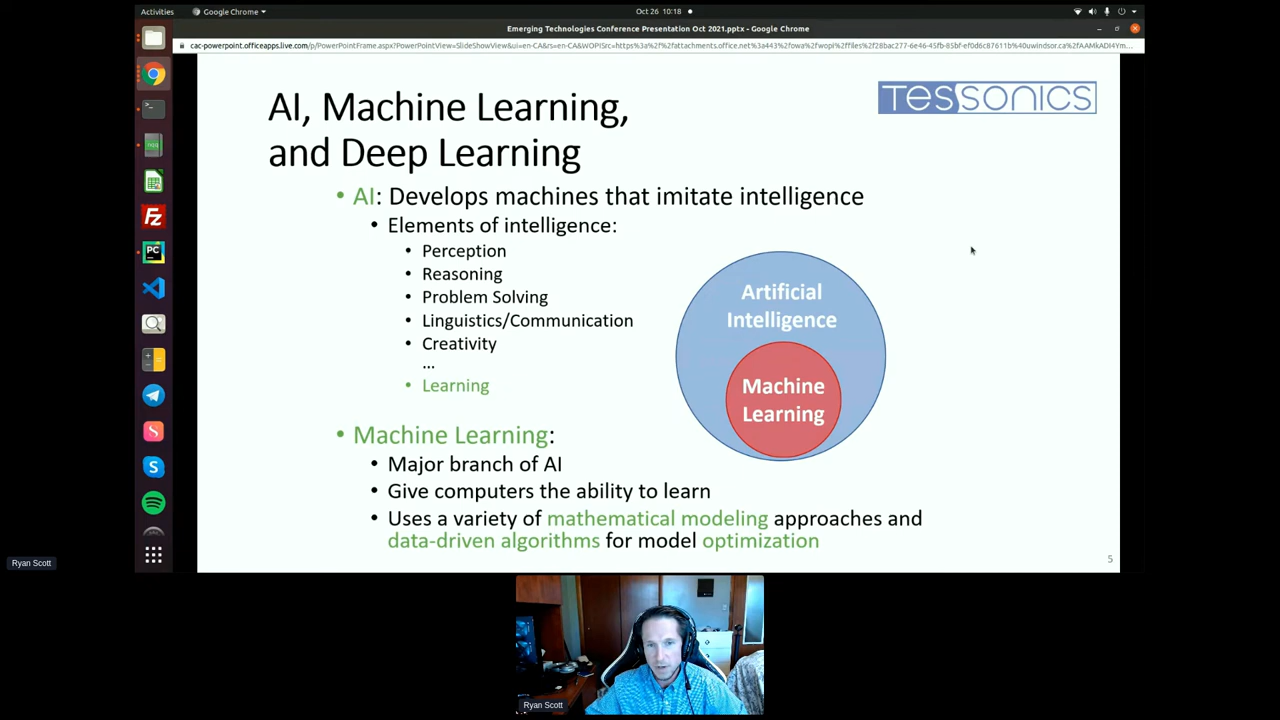 Activities
Google Chrome
Oct 26 10:18
Emerging Technologies Conference Presentation Oct 2021.pptx - Google Chrome
AI, Machine Learning,
and Deep Learning
TESSONICS
• AI: Develops machines that imitate intelligence
• Elements of intelligence:
• Perception
• Reasoning
• Problem Solving
• Linguistics/Communication
• Creativity
...
• Learning
Artificial
Intelligence
Machine
Learning
• Machine Learning:
• Major branch of AI
• Give computers the ability to learn
• Uses a variety of mathematical modeling approaches and
data-driven algorithms for model optimization
5
Ryan Scott
Ryan Scott